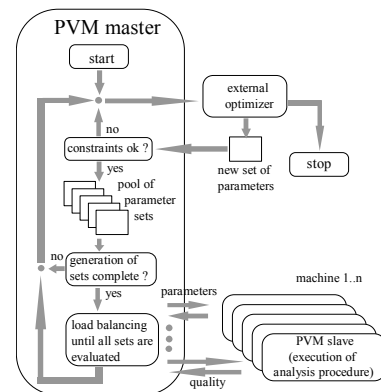 PVM master
start
external
optimizer
no
constraints ok ?
yes
new set of
parameters
stop
pool of
parameter
sets
no
generation of
sets complete ?
yes
parameters
machine 1..n
load balancing
until all sets are
evaluated
PVM slave
(execution of
analysis procedure)
quality